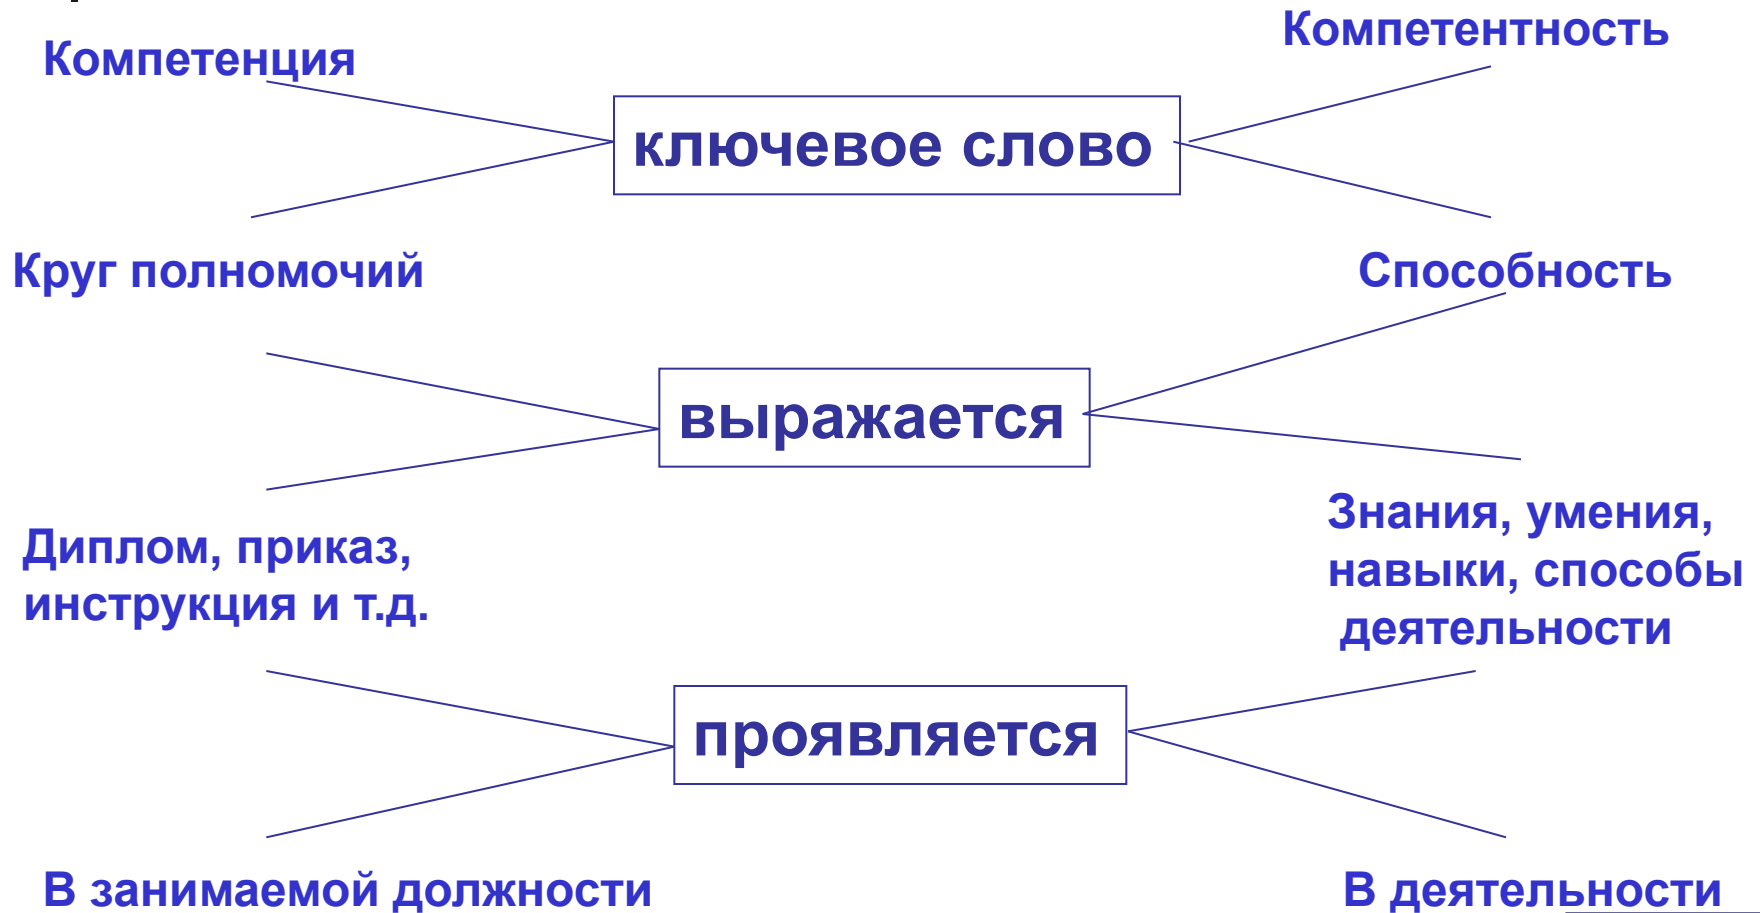 Компетенция
Компетентность
ключевое слово
Круг полномочий
Способность
выражается
Диплом, приказ,
инструкция и т.д.
Знания, умения,
навыки, способы
деятельности
проявляется
В занимаемой должности
В деятельности